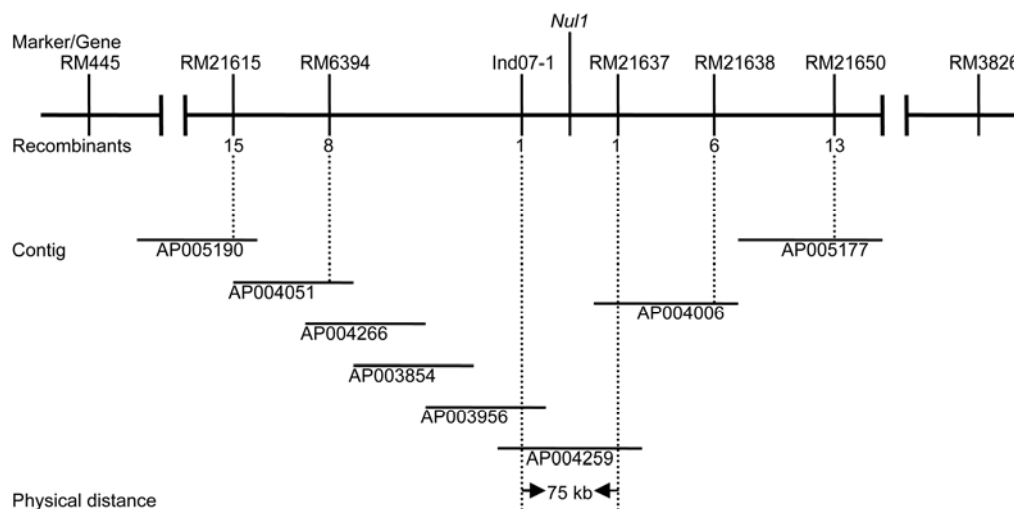 Nul1
Marker/Gene
RM445 RM21615 RM6394 Ind07-1 RM21637 RM21638 RM21650 RM3826
Recombinants 15 8 1 1 6 13
Contig AP005190 AP005177
AP004051 AP004006
AP004266
AP003854
AP003956
AP004259
Physical distance 75 kb